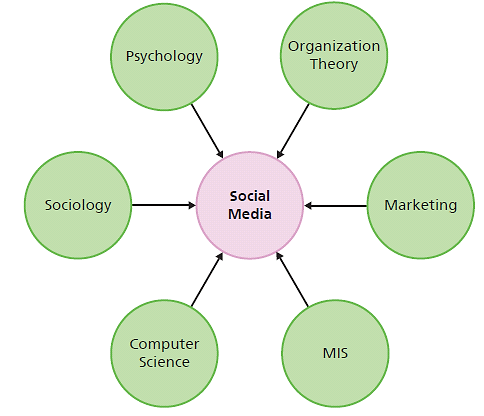 Psychology
Organization
Theory
Sociology
Social
Media
Marketing
Computer
Science
MIS